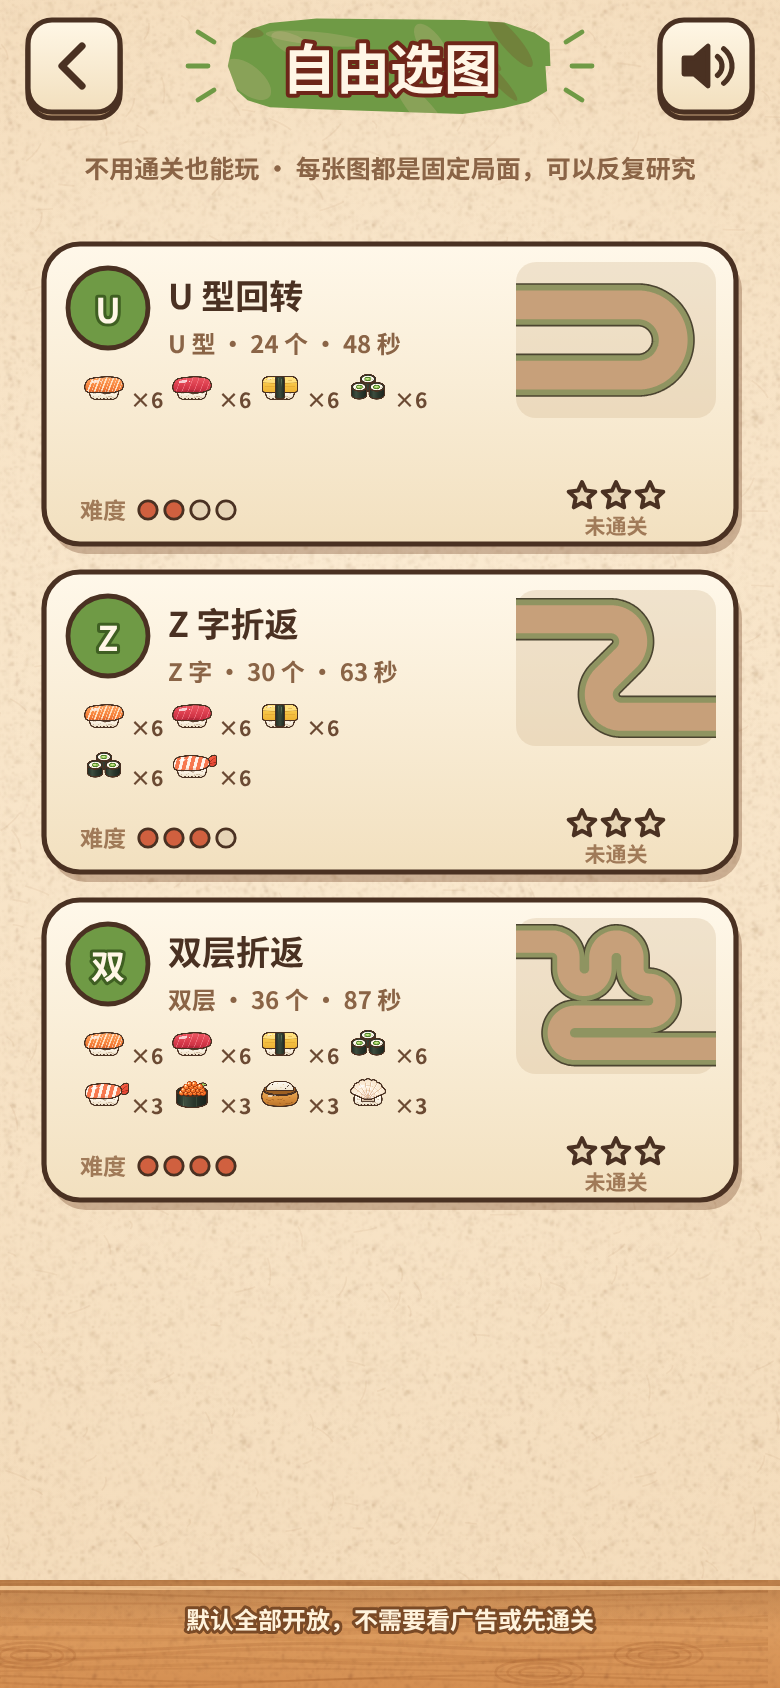 自由选图
不用通关也能玩 · 每张图都是固定局面，可以反复研究
U
U 型回转
U 型 · 24 个 · 48 秒
×6 ×6 ×6 ×6
难度
未通关
Z
Z 字折返
Z 字 · 30 个 · 63 秒
×6 ×6 ×6
×6 ×6
难度
未通关
双
双层折返
双层 · 36 个 · 87 秒
×6 ×6 ×6 ×6
×3 ×3 ×3 ×3
难度
未通关
默认全部开放，不需要看广告或先通关